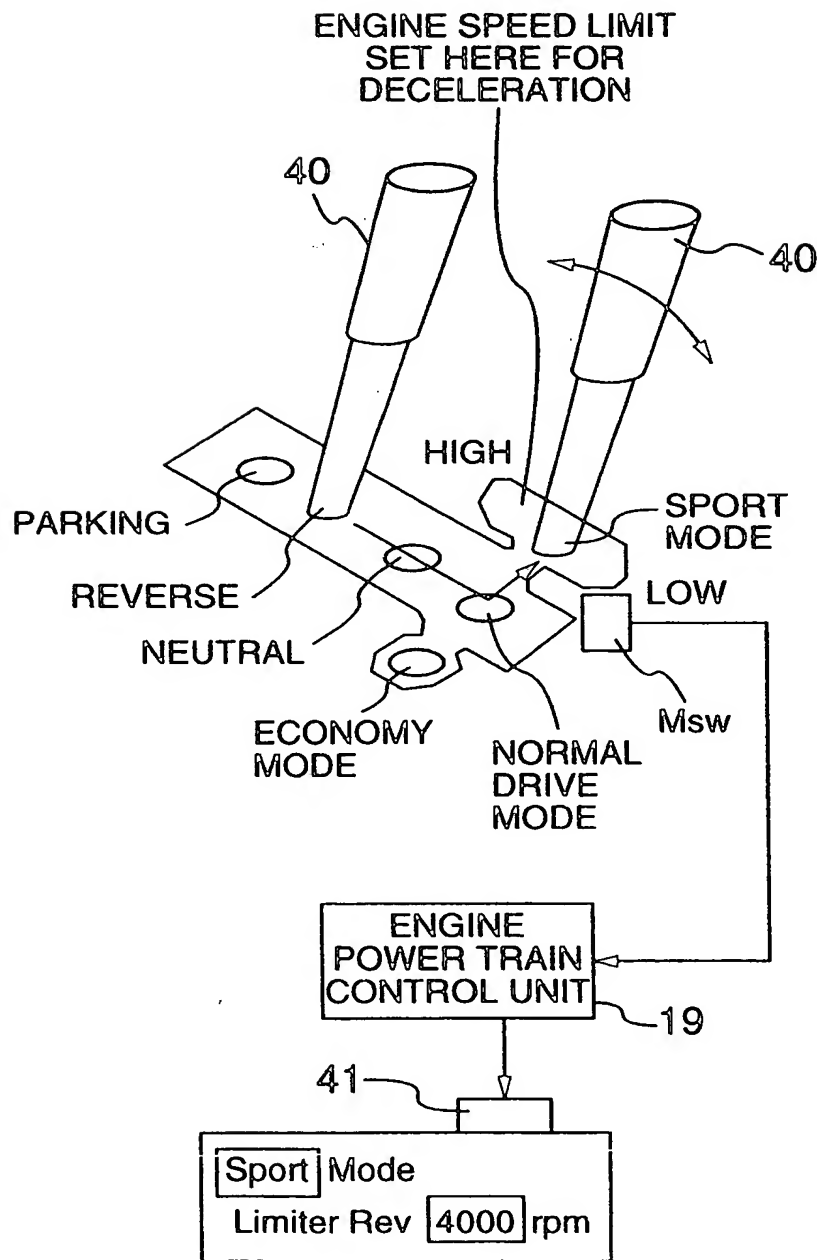 ENGINE SPEED LIMIT
SET HERE FOR
DECELERATION
40
40
HIGH
SPORT
MODE
PARKING
REVERSE
LOW
NEUTRAL
Msw
ECONOMY
MODE
NORMAL
DRIVE
MODE
ENGINE
POWER TRAIN
CONTROL UNIT
19
41
Sport Mode
Limiter Rev 4000 rpm